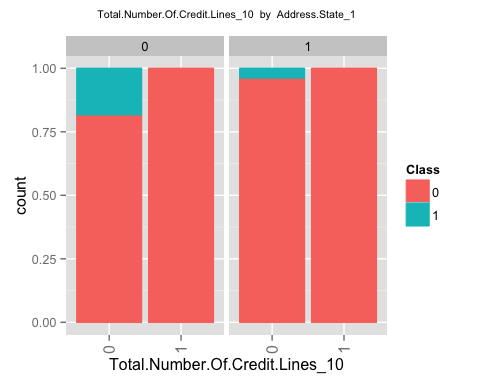 Total.Number.Of.Credit.Lines_10 by Address.State_1
0 1
1.00
0.75
0.50
0.25
0.00
count
0 1 0 1
Total.Number.Of.Credit.Lines_10
Class
0
1